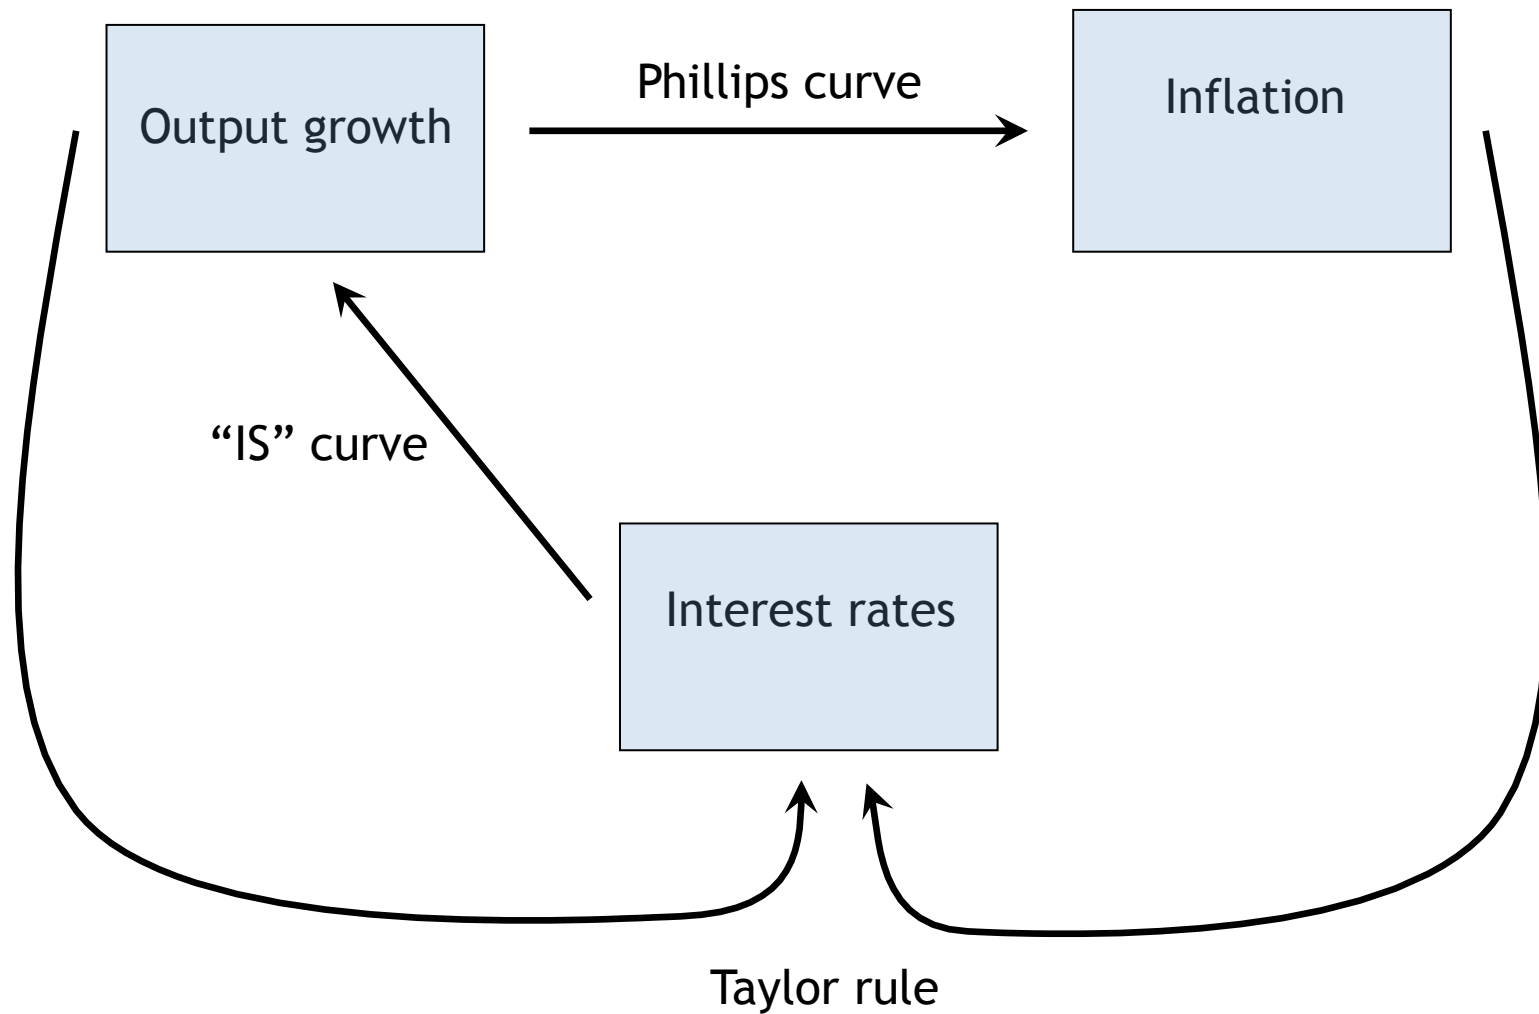 Output growth
Phillips curve
Inflation
“IS” curve
Interest rates
Taylor rule